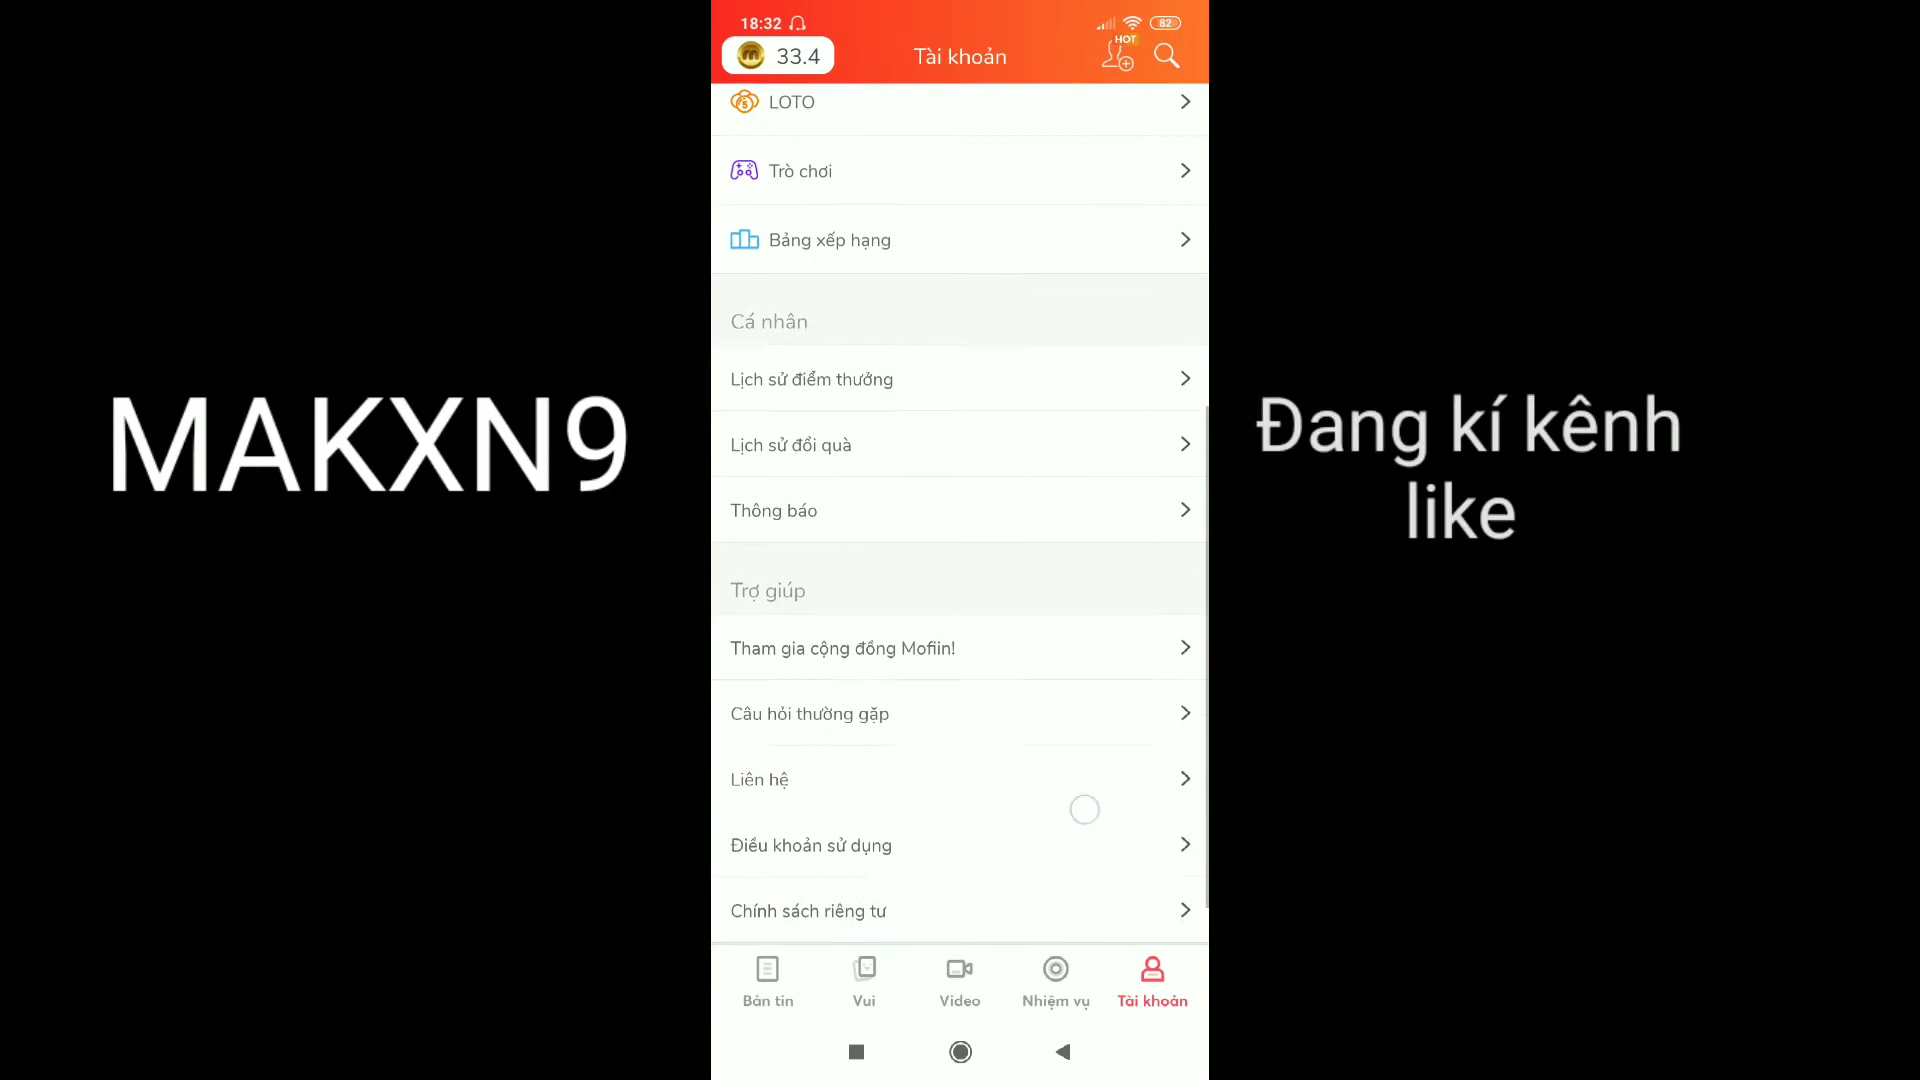 MAKXN9
18:32
82
33.4
Tài khoản
HOT
LOTO
Trò chơi
Bảng xếp hạng
Cá nhân
Lịch sử điểm thưởng
Lịch sử đổi quà
Thông báo
Trợ giúp
Tham gia cộng đồng Mofiin!
Câu hỏi thường gặp
Liên hệ
Điều khoản sử dụng
Chính sách riêng tư
Bản tin
Vui
Video
Nhiệm vụ
Tài khoản
Đang kí kênh
like